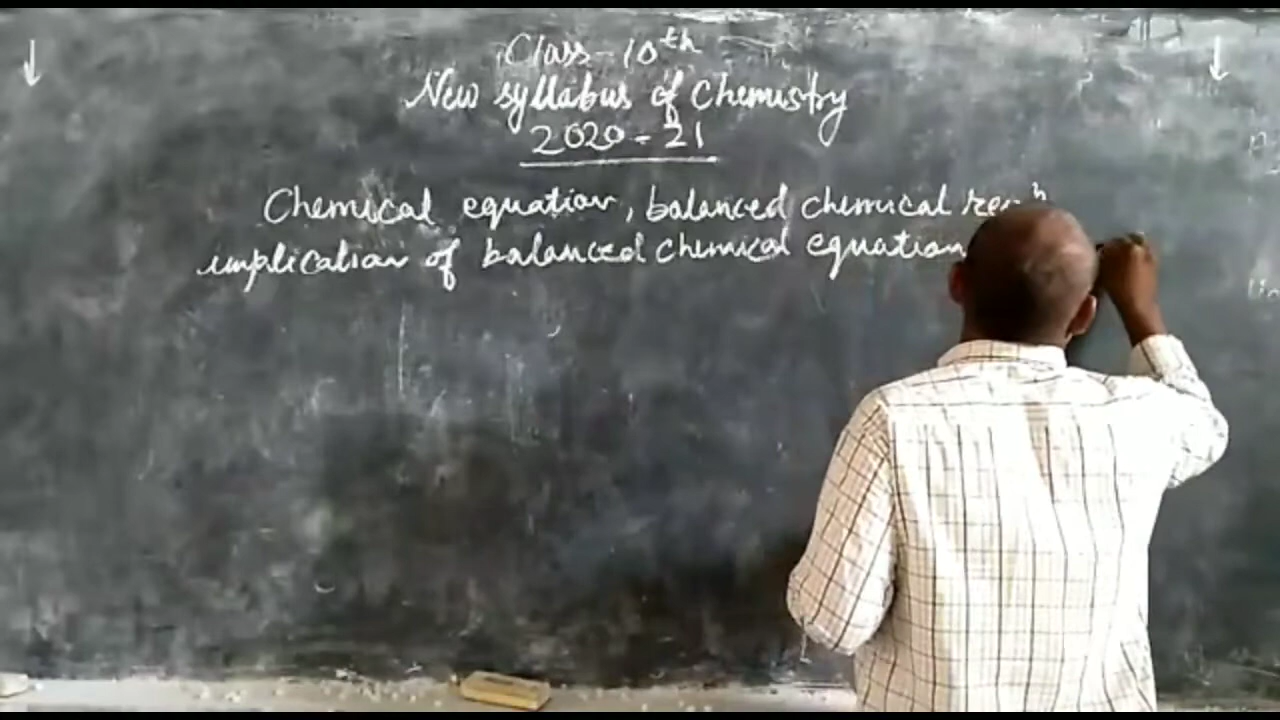 Class-10th
New syllabus of Chemistry
2020-21
Chemical equation, balanced chemical
implication of balanced chemical equation